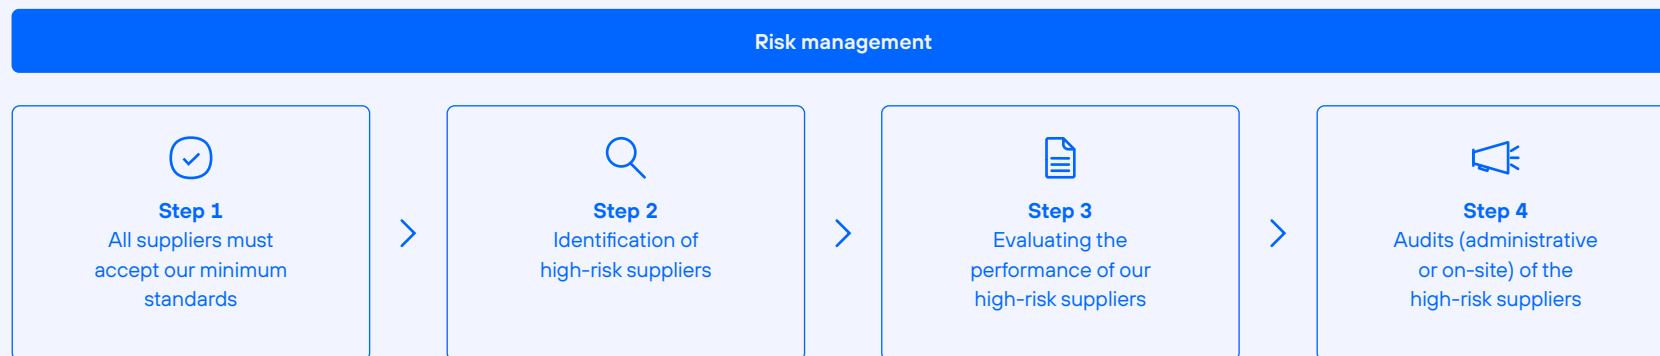 Risk management
Step 1
All suppliers must
accept our minimum
standards
Step 2
Identification of
high-risk suppliers
Step 3
Evaluating the
performance of our
high-risk suppliers
Step 4
Audits (administrative
or on-site) of the
high-risk suppliers